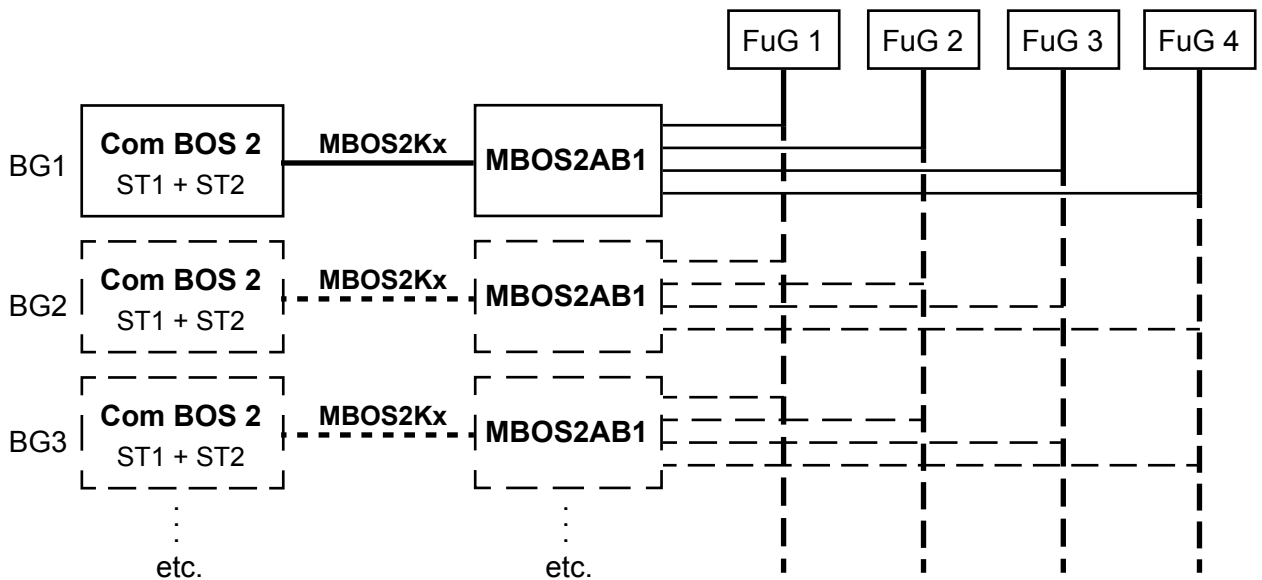 FuG 1
FuG 2
FuG 3
FuG 4
BG1
Com BOS 2
ST1 + ST2
MBOS2Kx
MBOS2AB1
BG2
Com BOS 2
ST1 + ST2
MBOS2Kx
MBOS2AB1
BG3
Com BOS 2
ST1 + ST2
MBOS2Kx
MBOS2AB1
etc.
etc.